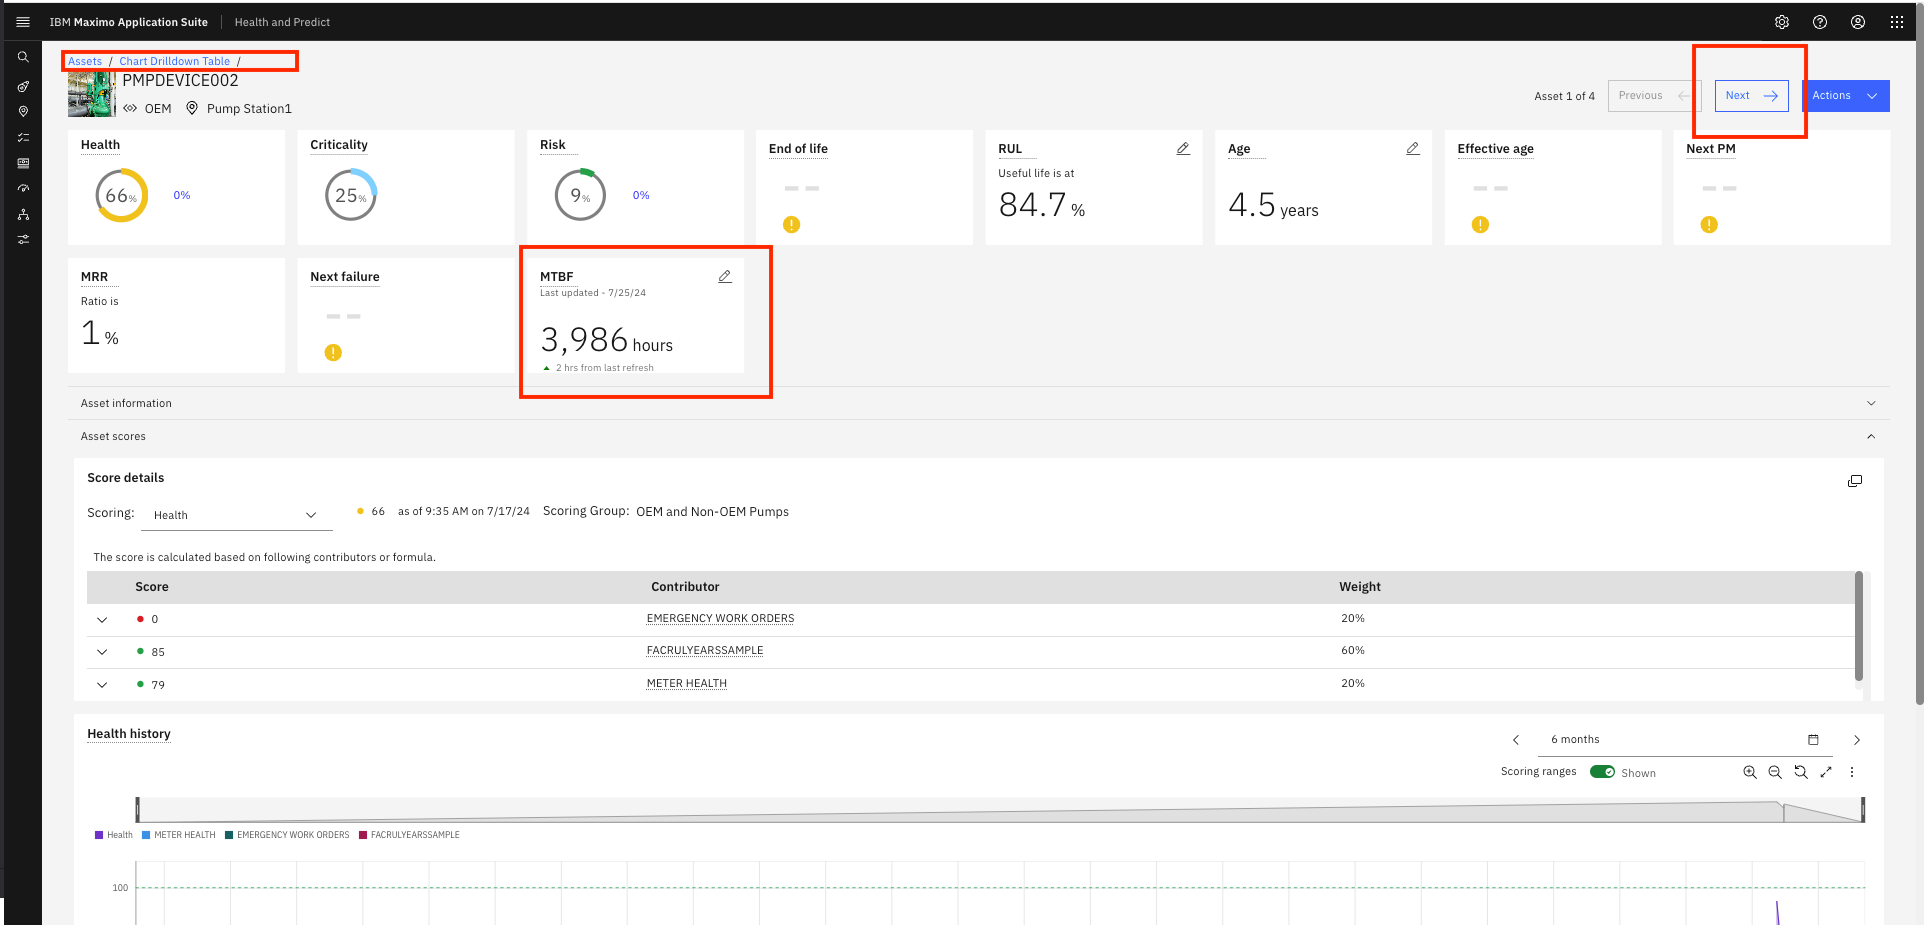 IBM Maximo Application Suite | Health and Predict
Assets / Chart Drilldown Table /
PMPDEVICE002
OEM Pump Station1
Asset 1 of 4 Previous Next Actions
Health Criticality Risk End of life RUL Age Effective age Next PM
Useful life is at
66% 0% 25% 9% 0% -- 84.7 % 4.5 years -- --
MRR Next failure MTBF
Last updated - 7/25/24
Ratio is
1 % -- 3,986 hours
2 hrs from last refresh
Asset information
Asset scores
Score details
Scoring: Health 66 as of 9:35 AM on 7/17/24 Scoring Group: OEM and Non-OEM Pumps
The score is calculated based on following contributors or formula.
Score Contributor Weight
0 EMERGENCY WORK ORDERS 20%
85 FACRULYEARSSAMPLE 60%
79 METER HEALTH 20%
Health history
6 months
Scoring ranges Shown
Health METER HEALTH EMERGENCY WORK ORDERS FACRULYEARSSAMPLE
100